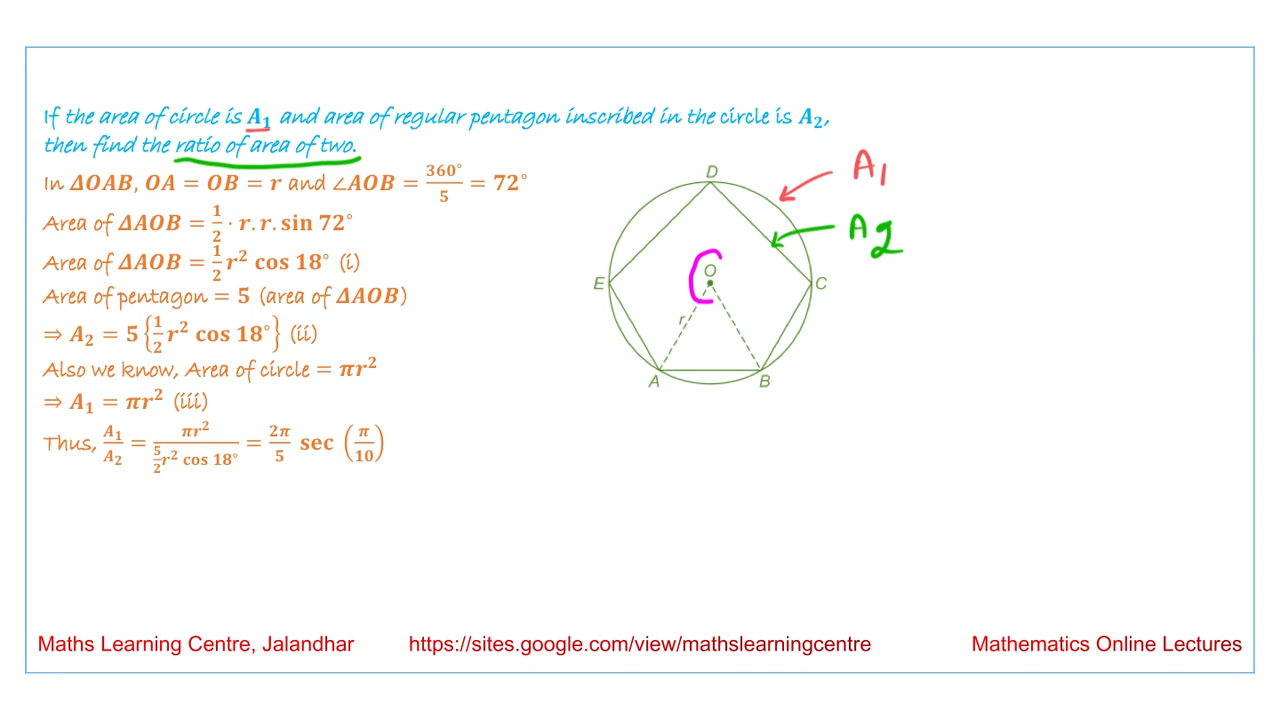 If the area of circle is A₁ and area of regular pentagon inscribed in the circle is A₂,
then find the ratio of area of two.
In ΔOAB, OA = OB = r and ∠AOB = 360°/5 = 72°
Area of ΔAOB = 1/2 · r.r. sin 72°
Area of ΔAOB = 1/2 r² cos 18° (i)
Area of pentagon = 5 (area of ΔAOB)
⇒ A₂ = 5 {1/2 r² cos 18°} (ii)
Also we know, Area of circle = πr²
⇒ A₁ = πr² (iii)
Thus, A₁/A₂ = πr²/(5/2 r² cos 18°) = 2π/5 sec (π/10)
D
A₁
A2
O
E
C
r
A
B
Maths Learning Centre, Jalandhar https://sites.google.com/view/mathslearningcentre Mathematics Online Lectures